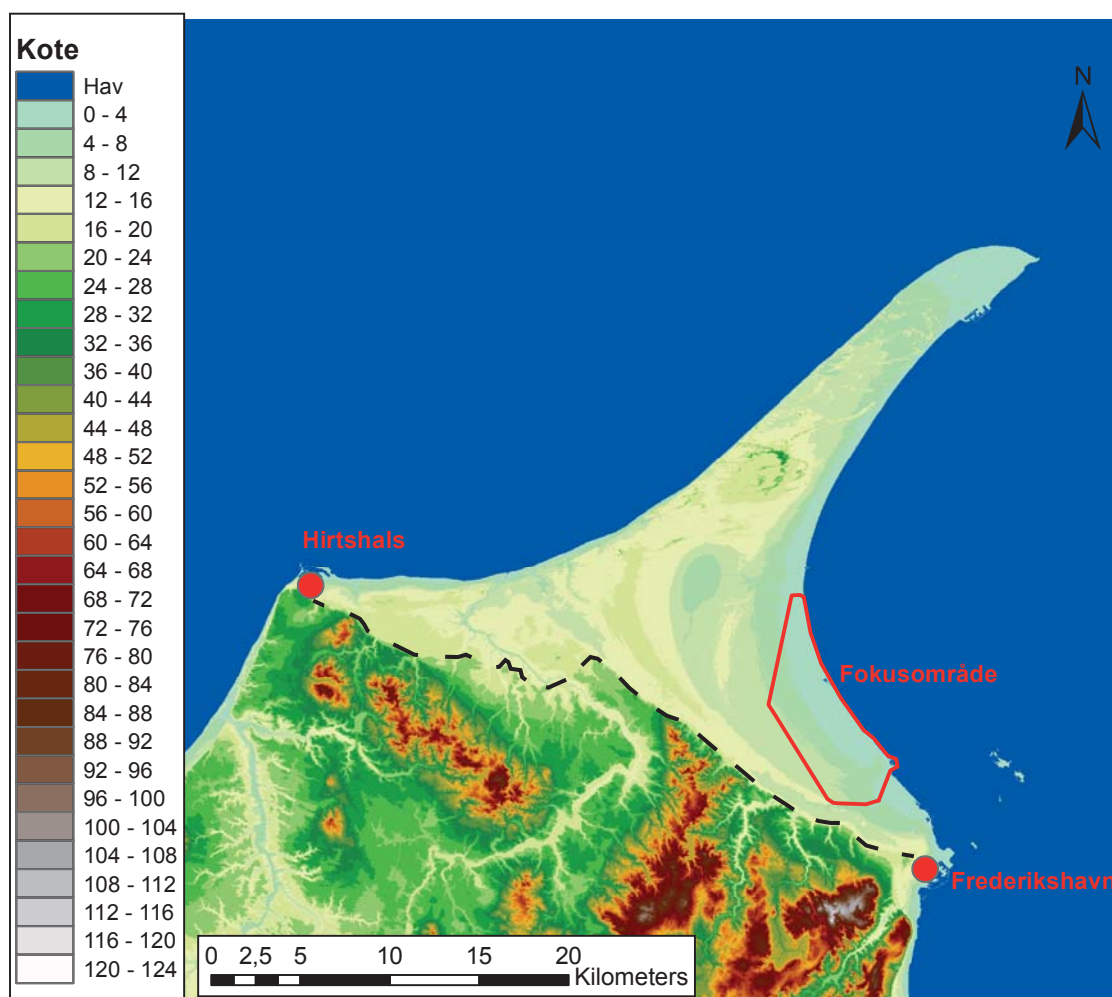 Kote
Hav
0 - 4
4 - 8
8 - 12
12 - 16
16 - 20
20 - 24
24 - 28
28 - 32
32 - 36
36 - 40
40 - 44
44 - 48
48 - 52
52 - 56
56 - 60
60 - 64
64 - 68
68 - 72
72 - 76
76 - 80
80 - 84
84 - 88
88 - 92
92 - 96
96 - 100
100 - 104
104 - 108
108 - 112
112 - 116
116 - 120
120 - 124
N
Hirtshals
Fokusområde
Frederikshavn
0 2,5 5 10 15 20
Kilometers